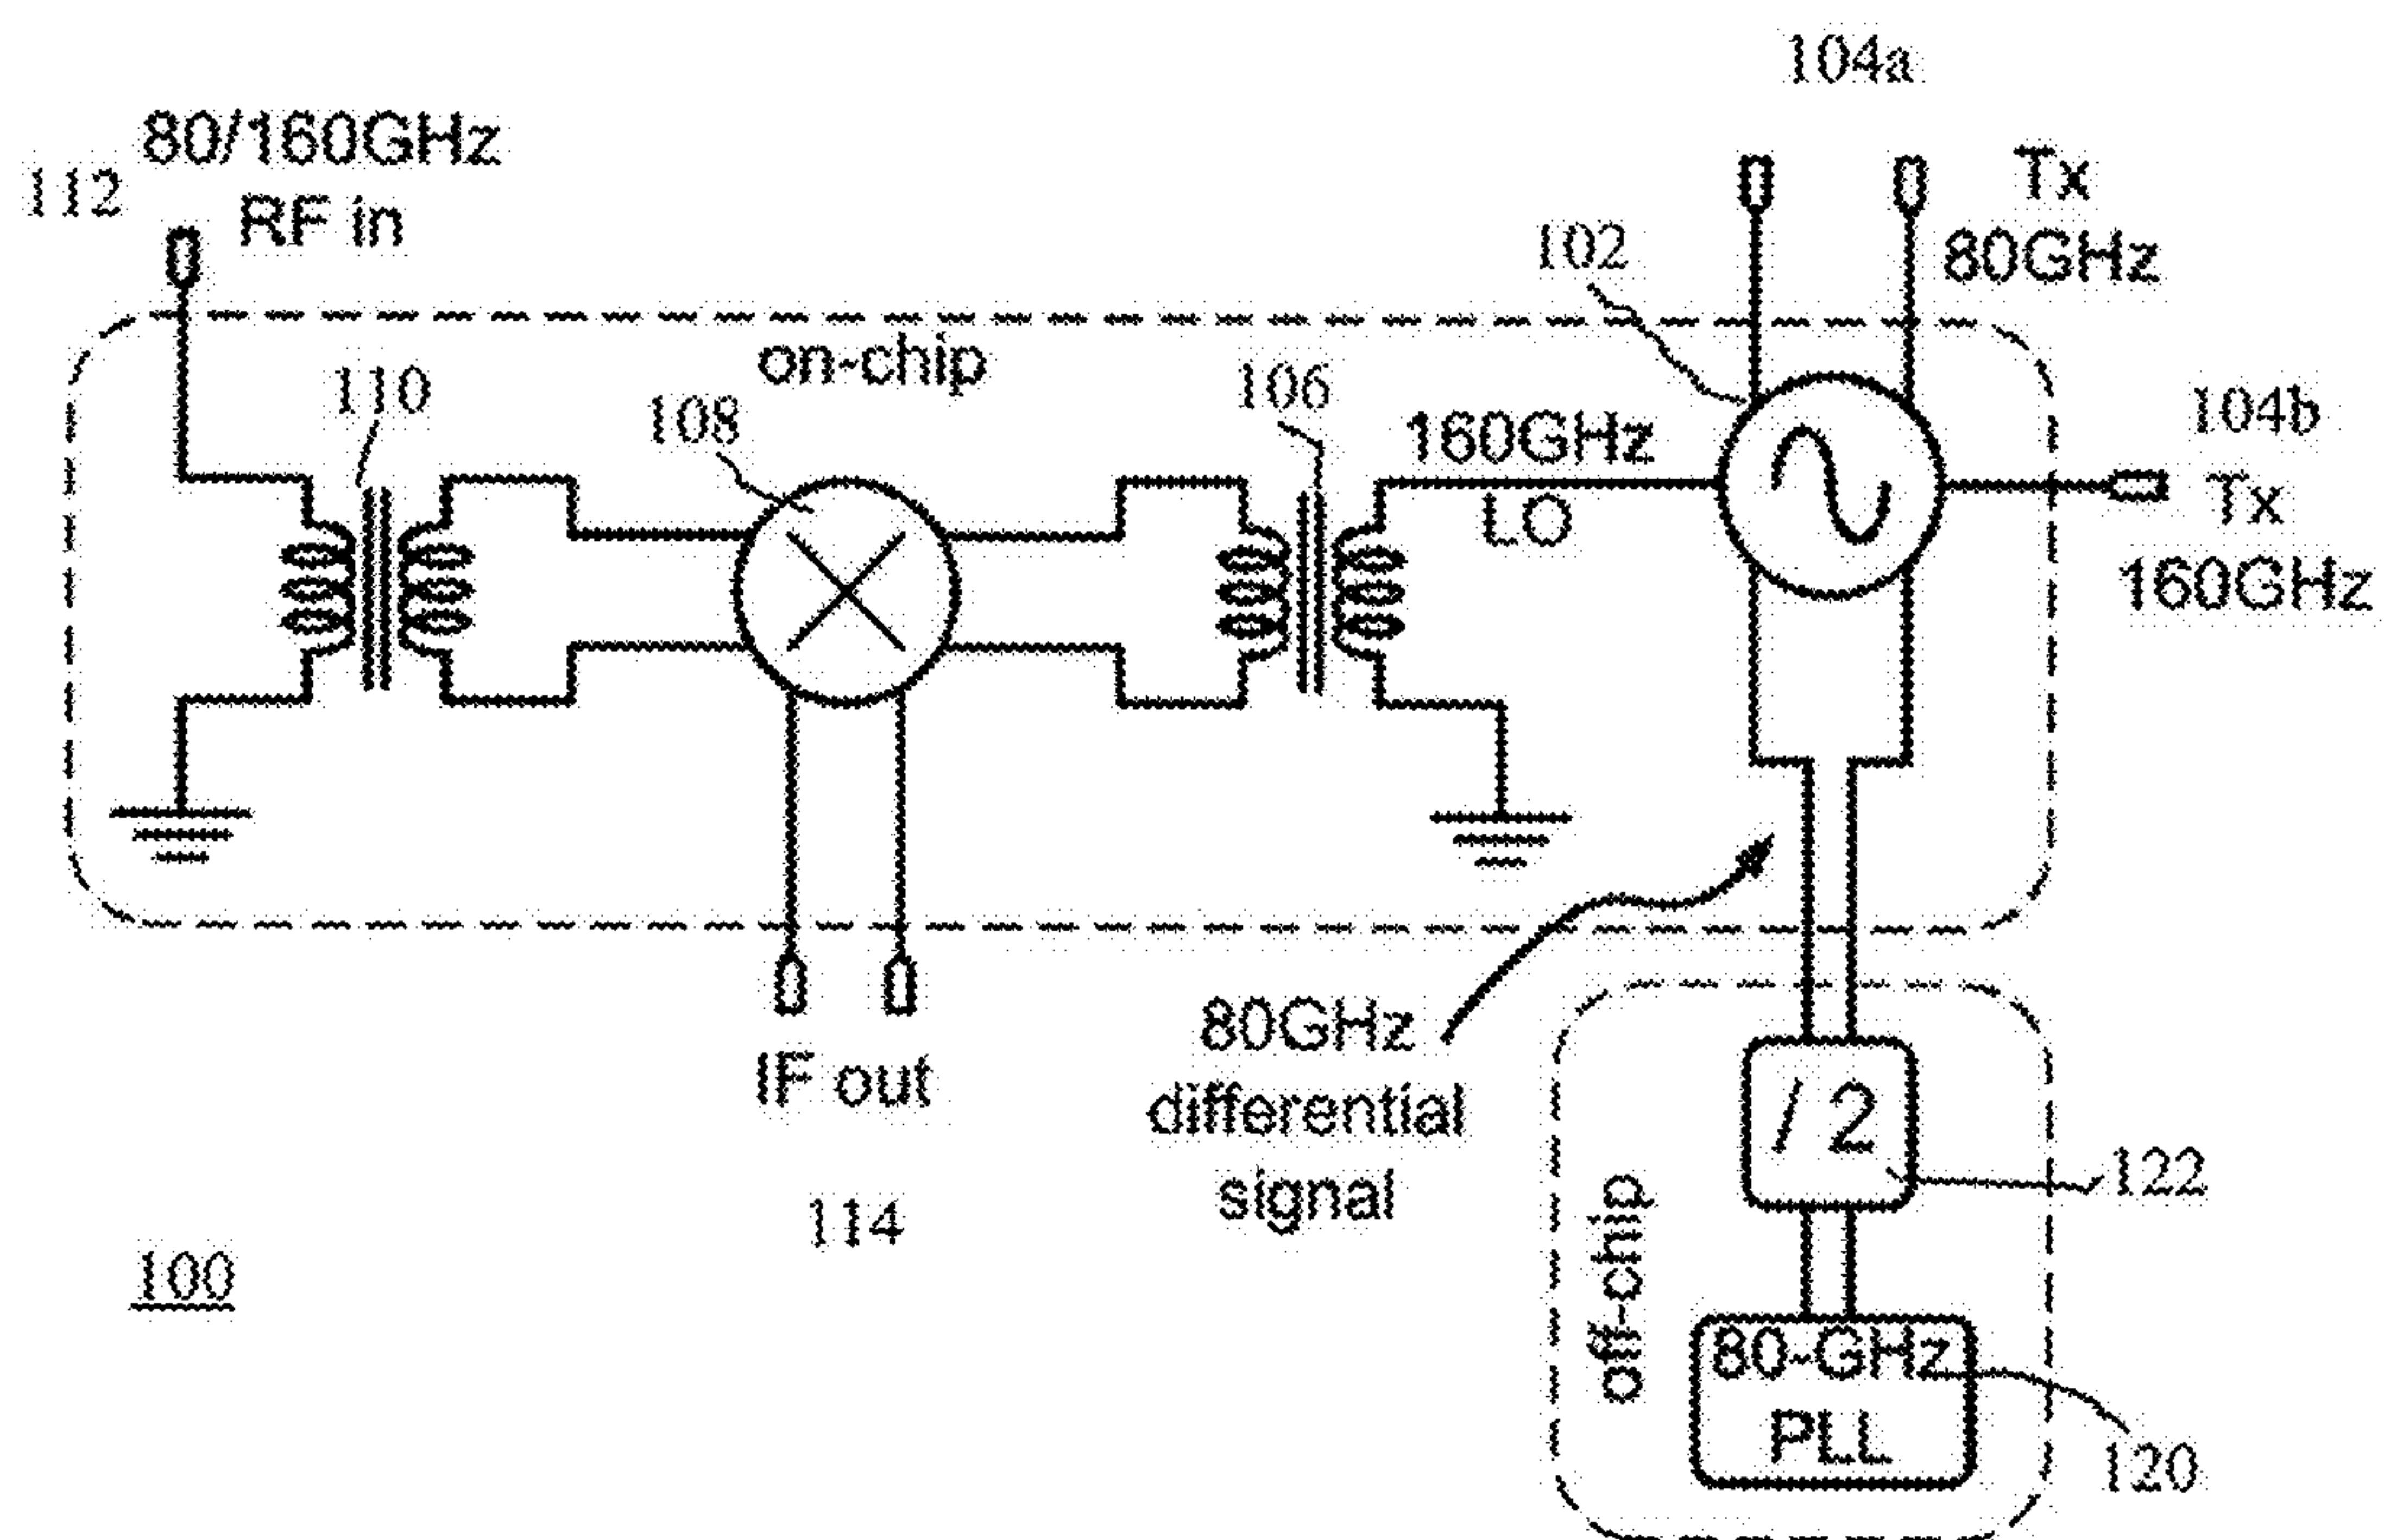 104a
80/160GHz
112
RF in
Tx
80GHz
102
on-chip
110
108
106
160GHz
LO
104b
Tx
160GHz
IF out
114
80GHz
differential
signal
100
/ 2
122
off-chip
80-GHz
PLL
120